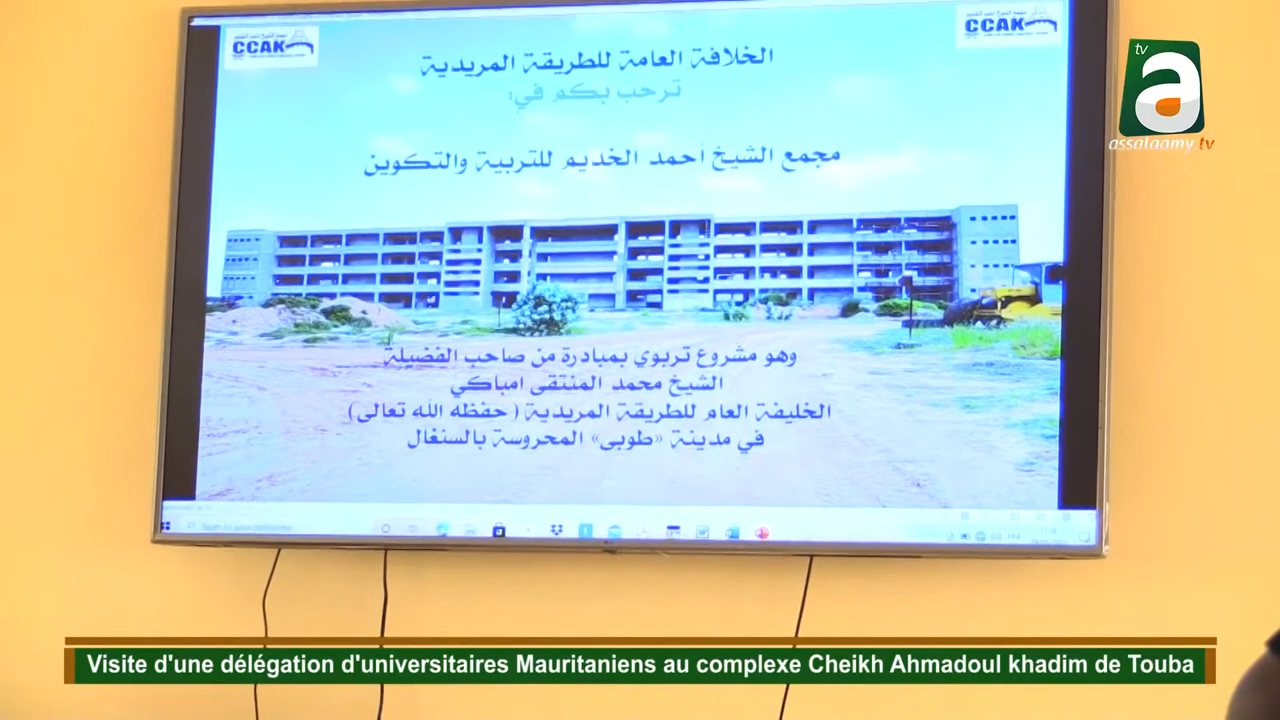 CCAK
CCAK
الخلافة العامة للطريقة المريدية
ترحب بكم في:
مجمع الشيخ أحمد الخديم للتربية والتكوين
وهو مشروع تربوي بمبادرة من صاحب الفضيلة
الشيخ محمد المنتقى امباكي
الخليفة العام للطريقة المريدية (حفظه الله تعالى)
في مدينة «طوبى» المحروسة بالسنغال
tv
a
assalaamy tv
Visite d'une délégation d'universitaires Mauritaniens au complexe Cheikh Ahmadoul khadim de Touba